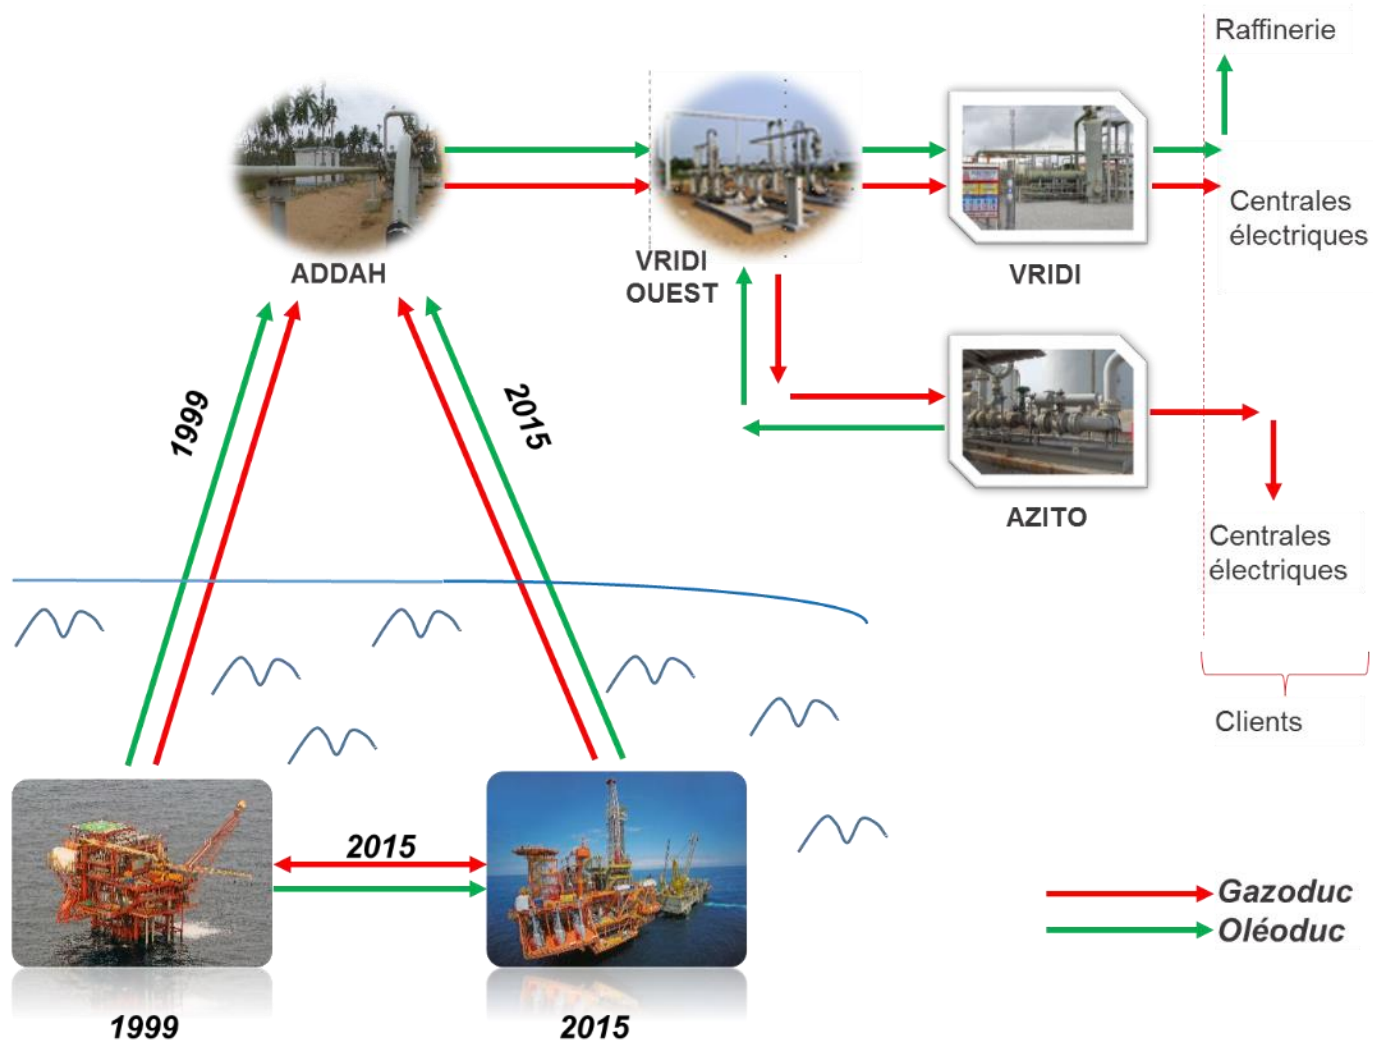 Raffinerie
Centrales
électriques
ADDAH
VRIDI
OUEST
VRIDI
1999
2015
AZITO
Centrales
électriques
Clients
2015
Gazoduc
Oléoduc
1999
2015